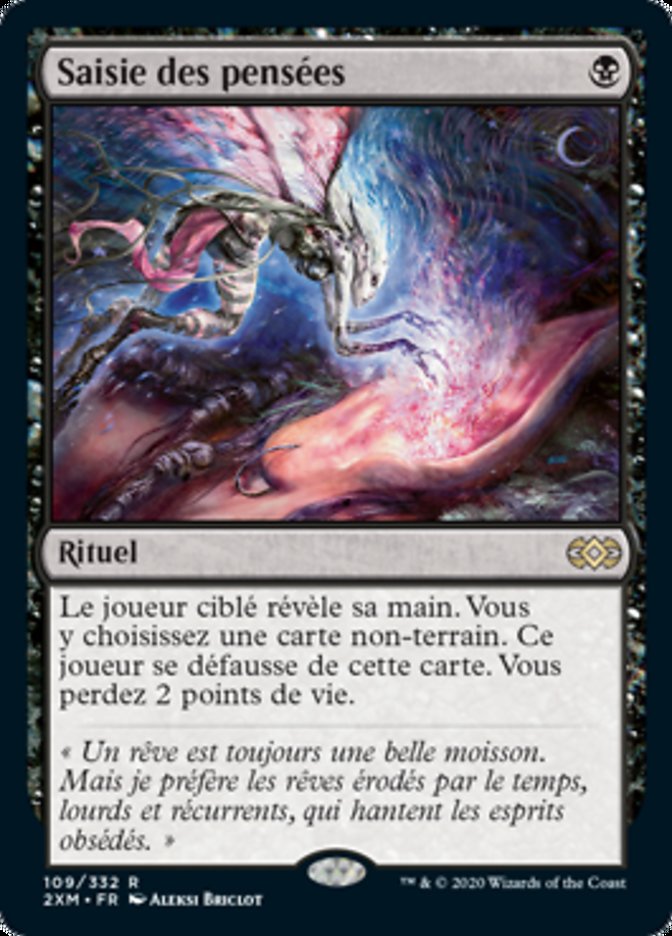 Saisie des pensées
Rituel
Le joueur ciblé révèle sa main. Vous
y choisissez une carte non-terrain. Ce
joueur se défausse de cette carte. Vous
perdez 2 points de vie.
« Un rêve est toujours une belle moisson.
Mais je préfère les rêves érodés par le temps,
lourds et récurrents, qui hantent les esprits
obsédés. »
109/332 R
™ & © 2020 Wizards of the Coast
2XM • FR Aleksi Briclot